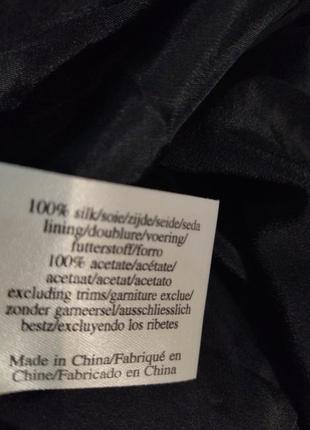 100% silk/soie/zijde/seide/seda
lining/doublure/voering/
futterstoff/forro
100% acetate/acétate/
acetaat/acetat/acetato
excluding trims/garniture exclue/
zonder garneersel/ausschliesslich
bestz/excluyendo los ribetes
Made in China/Fabriqué en
Chine/Fabricado en China